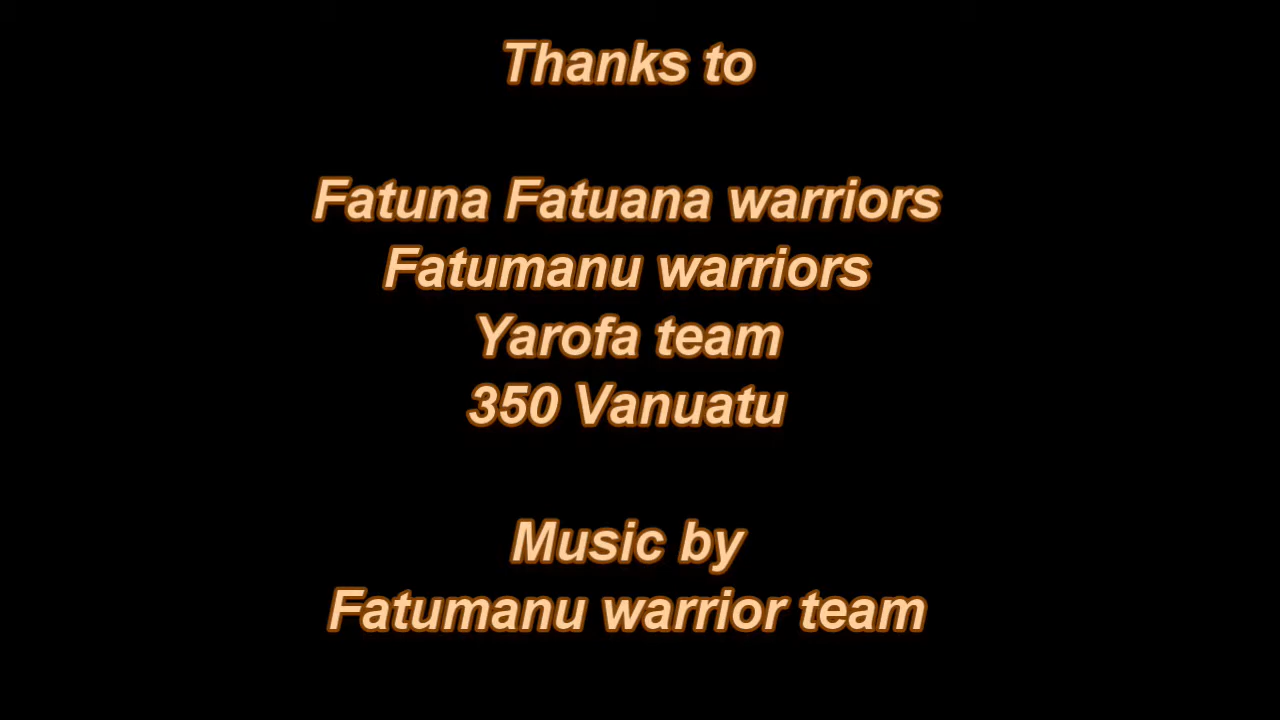 Thanks to
Fatuna Fatuana warriors
Fatumanu warriors
Yarofa team
350 Vanuatu
Music by
Fatumanu warrior team